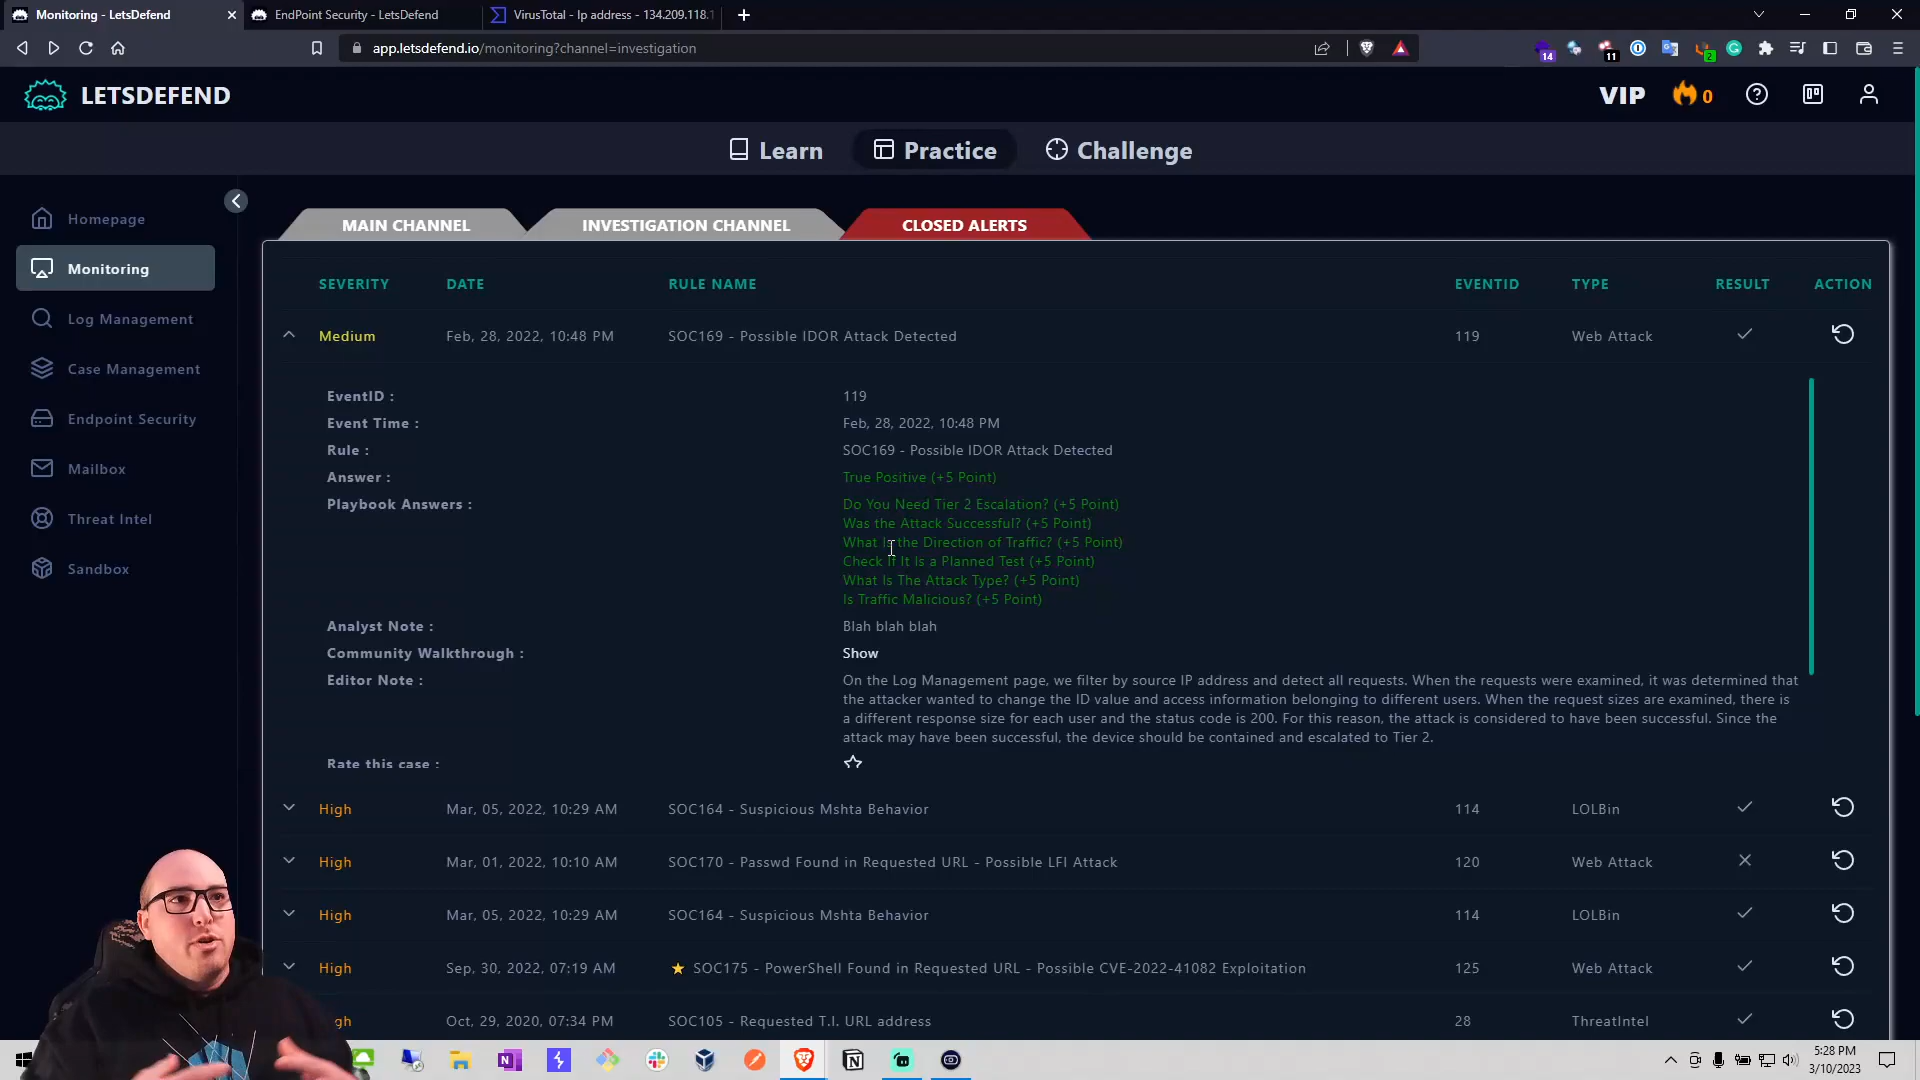 Monitoring - LetsDefend
EndPoint Security - LetsDefend
VirusTotal - Ip address - 134.209.118.1
app.letsdefend.io/monitoring?channel=investigation
14
11
2
LETSDEFEND
VIP
0
Learn
Practice
Challenge
Homepage
Monitoring
Log Management
Case Management
Endpoint Security
Mailbox
Threat Intel
Sandbox
MAIN CHANNEL
INVESTIGATION CHANNEL
CLOSED ALERTS
SEVERITY DATE RULE NAME EVENTID TYPE RESULT ACTION
Medium Feb, 28, 2022, 10:48 PM SOC169 - Possible IDOR Attack Detected 119 Web Attack
EventID : 119
Event Time : Feb, 28, 2022, 10:48 PM
Rule : SOC169 - Possible IDOR Attack Detected
Answer : True Positive (+5 Point)
Playbook Answers : Do You Need Tier 2 Escalation? (+5 Point)
Was the Attack Successful? (+5 Point)
What Is the Direction of Traffic? (+5 Point)
Check If It Is a Planned Test (+5 Point)
What Is The Attack Type? (+5 Point)
Is Traffic Malicious? (+5 Point)
Analyst Note : Blah blah blah
Community Walkthrough : Show
Editor Note : On the Log Management page, we filter by source IP address and detect all requests. When the requests were examined, it was determined that
the attacker wanted to change the ID value and access information belonging to different users. When the request sizes are examined, there is
a different response size for each user and the status code is 200. For this reason, the attack is considered to have been successful. Since the
attack may have been successful, the device should be contained and escalated to Tier 2.
Rate this case :
High Mar, 05, 2022, 10:29 AM SOC164 - Suspicious Mshta Behavior 114 LOLBin
High Mar, 01, 2022, 10:10 AM SOC170 - Passwd Found in Requested URL - Possible LFI Attack 120 Web Attack
High Mar, 05, 2022, 10:29 AM SOC164 - Suspicious Mshta Behavior 114 LOLBin
High Sep, 30, 2022, 07:19 AM SOC175 - PowerShell Found in Requested URL - Possible CVE-2022-41082 Exploitation 125 Web Attack
gh Oct, 29, 2020, 07:34 PM SOC105 - Requested T.I. URL address 28 ThreatIntel
5:28 PM
3/10/2023